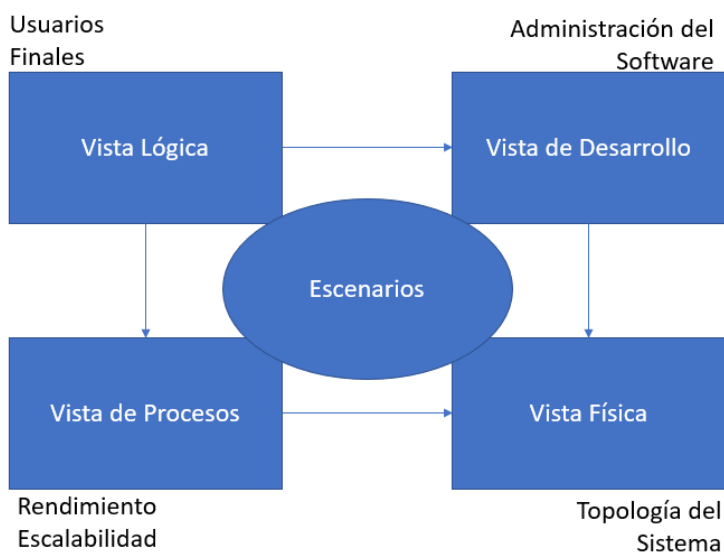 Usuarios
Finales
Administración del
Software
Vista Lógica
Vista de Desarrollo
Escenarios
Vista de Procesos
Vista Física
Rendimiento
Escalabilidad
Topología del
Sistema